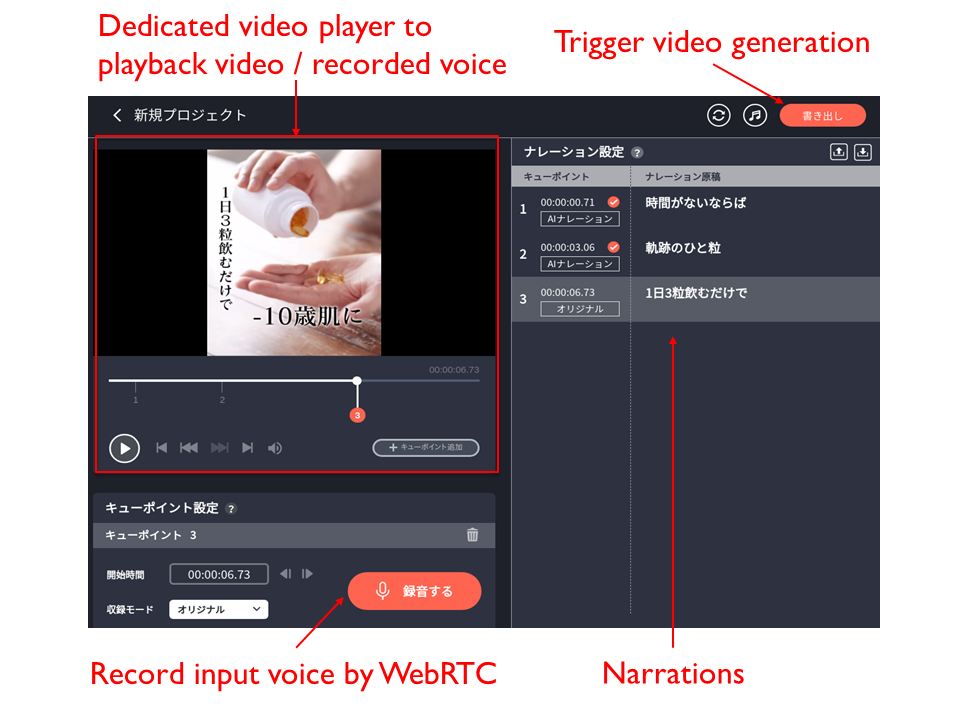 Dedicated video player to
playback video / recorded voice
Trigger video generation
新規プロジェクト
書き出し
1日3粒飲むだけで
-10歳肌に
00:00:06.73
1
2
3
キューポイント追加
キューポイント設定 ?
キューポイント 3
開始時間
00:00:06.73
収録モード
オリジナル
録音する
ナレーション設定 ?
キューポイント
ナレーション原稿
1
00:00:00.71
AIナレーション
時間がないならば
2
00:00:03.06
AIナレーション
軌跡のひと粒
3
00:00:06.73
オリジナル
1日3粒飲むだけで
Record input voice by WebRTC
Narrations